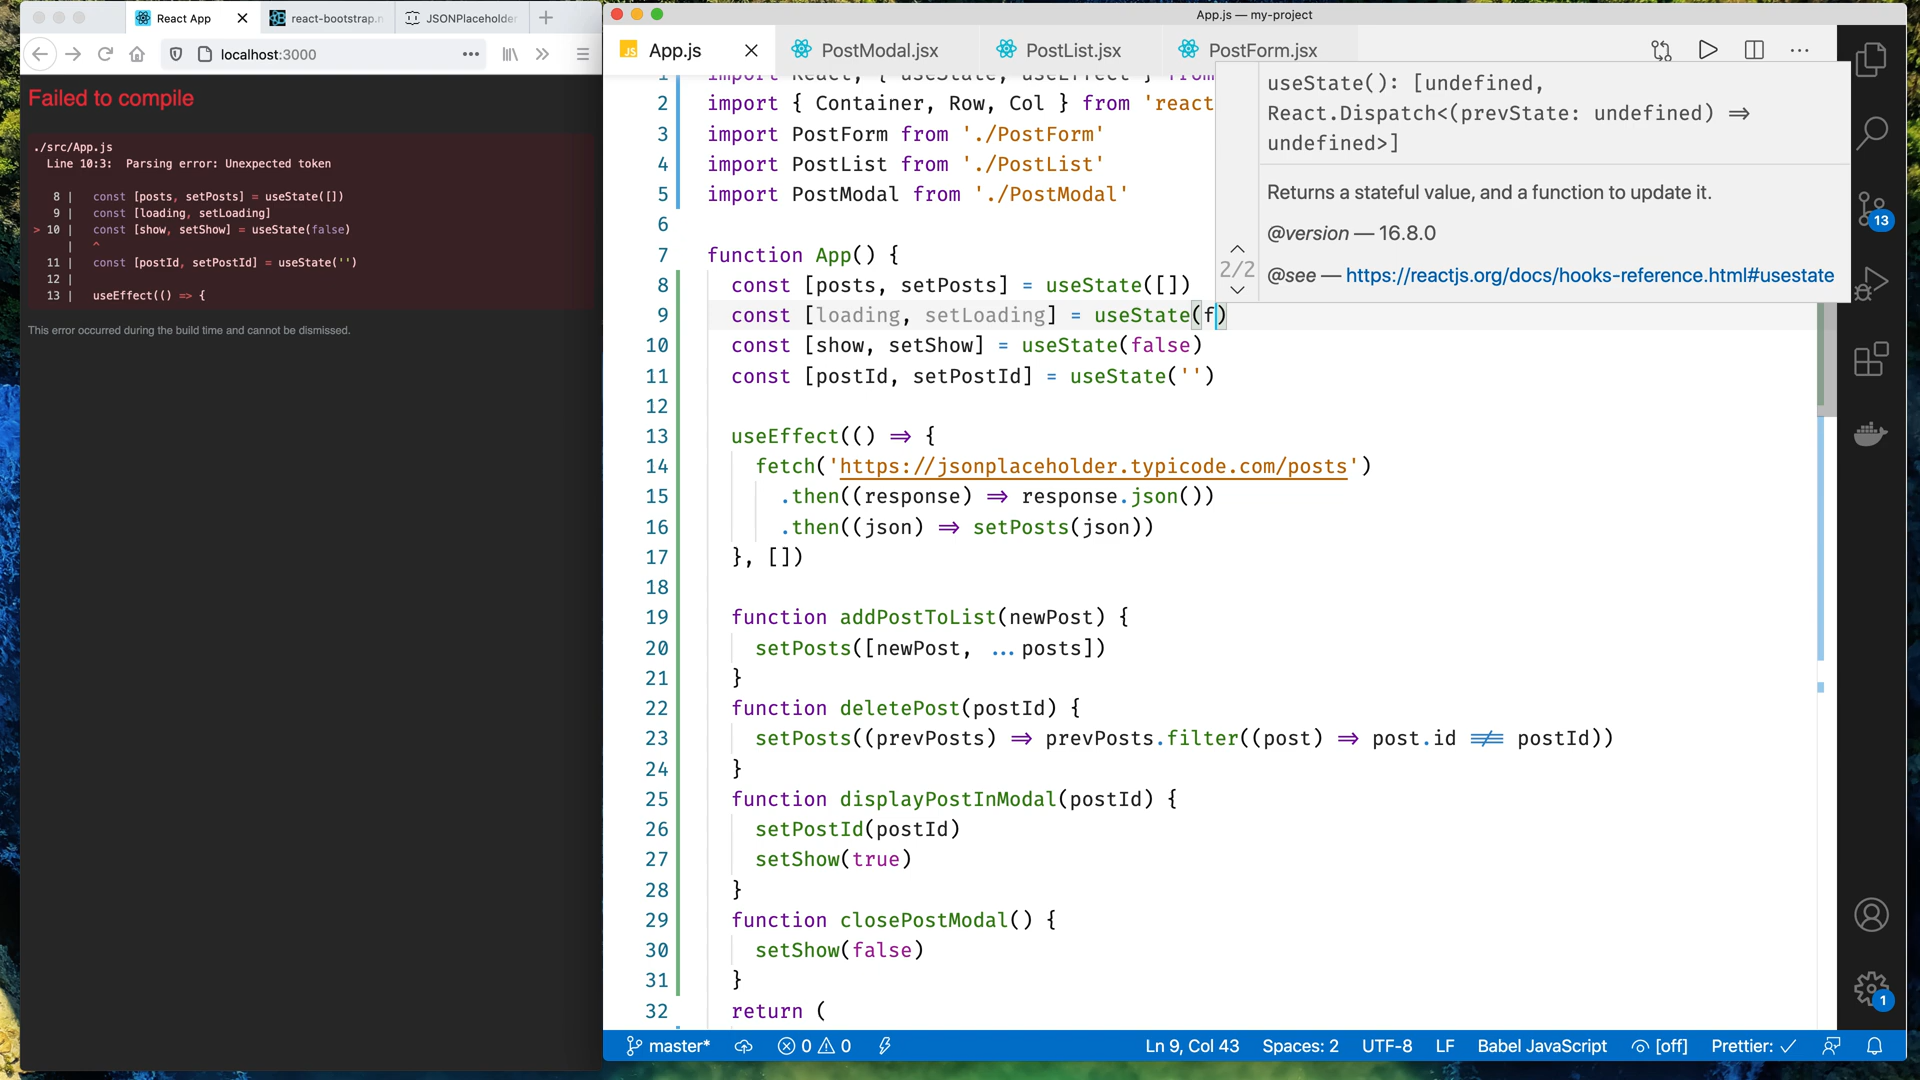 React App
react-bootstrap.n
JSONPlaceholder
localhost:3000
Failed to compile
./src/App.js
Line 10:3: Parsing error: Unexpected token
8 | const [posts, setPosts] = useState([])
9 | const [loading, setLoading]
> 10 | const [show, setShow] = useState(false)
| ^
11 | const [postId, setPostId] = useState('')
12 |
13 | useEffect(() => {
This error occurred during the build time and cannot be dismissed.
App.js — my-project
JS App.js
PostModal.jsx
PostList.jsx
PostForm.jsx
1 import React, { useState, useEffect } from
2 import { Container, Row, Col } from 'react
3 import PostForm from './PostForm'
4 import PostList from './PostList'
5 import PostModal from './PostModal'
6
7 function App() {
8 const [posts, setPosts] = useState([])
9 const [loading, setLoading] = useState(f)
10 const [show, setShow] = useState(false)
11 const [postId, setPostId] = useState('')
12
13 useEffect(() ⇒ {
14 fetch('https://jsonplaceholder.typicode.com/posts')
15 .then((response) ⇒ response.json())
16 .then((json) ⇒ setPosts(json))
17 }, [])
18
19 function addPostToList(newPost) {
20 setPosts([newPost, ...posts])
21 }
22 function deletePost(postId) {
23 setPosts((prevPosts) ⇒ prevPosts.filter((post) ⇒ post.id !== postId))
24 }
25 function displayPostInModal(postId) {
26 setPostId(postId)
27 setShow(true)
28 }
29 function closePostModal() {
30 setShow(false)
31 }
32 return (
useState(): [undefined,
React.Dispatch<(prevState: undefined) ⇒
undefined>]
Returns a stateful value, and a function to update it.
@version — 16.8.0
2/2
@see — https://reactjs.org/docs/hooks-reference.html#usestate
13
1
master*
0
0
Ln 9, Col 43
Spaces: 2
UTF-8
LF
Babel JavaScript
[off]
Prettier: ✓